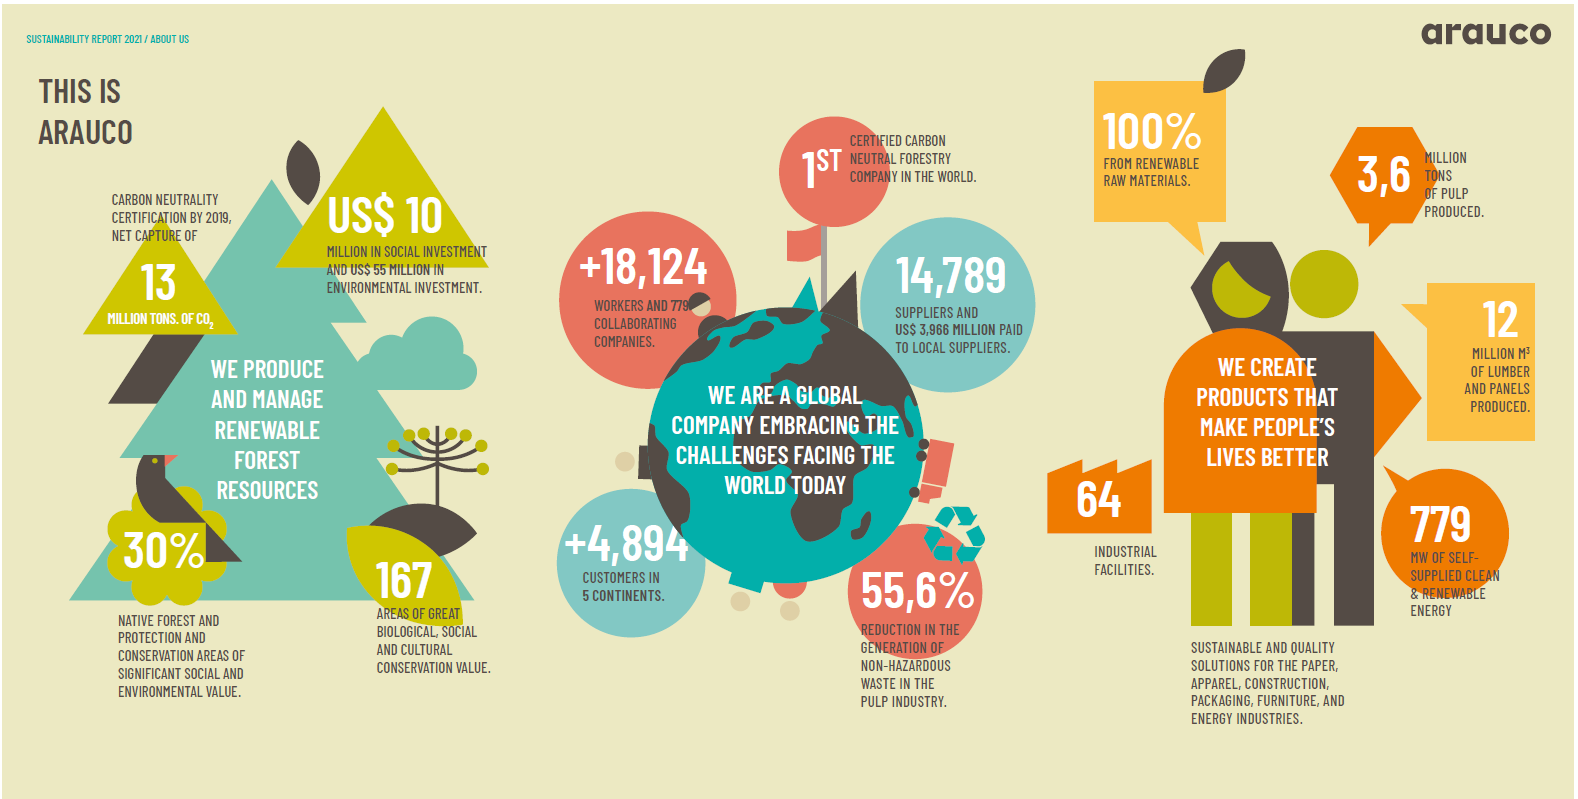 SUSTAINABILITY REPORT 2021 / ABOUT US
arauco
THIS IS
ARAUCO
CARBON NEUTRALITY
CERTIFICATION BY 2019,
NET CAPTURE OF
13
MILLION TONS. OF CO2
US$ 10
MILLION IN SOCIAL INVESTMENT
AND US$ 55 MILLION IN
ENVIRONMENTAL INVESTMENT.
WE PRODUCE
AND MANAGE
RENEWABLE
FOREST
RESOURCES
30%
NATIVE FOREST AND
PROTECTION AND
CONSERVATION AREAS OF
SIGNIFICANT SOCIAL AND
ENVIRONMENTAL VALUE.
167
AREAS OF GREAT
BIOLOGICAL, SOCIAL
AND CULTURAL
CONSERVATION VALUE.
1ST
CERTIFIED CARBON
NEUTRAL FORESTRY
COMPANY IN THE WORLD.
+18,124
WORKERS AND 779
COLLABORATING
COMPANIES.
14,789
SUPPLIERS AND
US$ 3,966 MILLION PAID
TO LOCAL SUPPLIERS.
WE ARE A GLOBAL
COMPANY EMBRACING THE
CHALLENGES FACING THE
WORLD TODAY
+4,894
CUSTOMERS IN
5 CONTINENTS.
55,6%
REDUCTION IN THE
GENERATION OF
NON-HAZARDOUS
WASTE IN THE
PULP INDUSTRY.
100%
FROM RENEWABLE
RAW MATERIALS.
3,6
MILLION
TONS
OF PULP
PRODUCED.
12
MILLION M³
OF LUMBER
AND PANELS
PRODUCED.
WE CREATE
PRODUCTS THAT
MAKE PEOPLE'S
LIVES BETTER
64
INDUSTRIAL
FACILITIES.
779
MW OF SELF-
SUPPLIED CLEAN
& RENEWABLE
ENERGY
SUSTAINABLE AND QUALITY
SOLUTIONS FOR THE PAPER,
APPAREL, CONSTRUCTION,
PACKAGING, FURNITURE, AND
ENERGY INDUSTRIES.